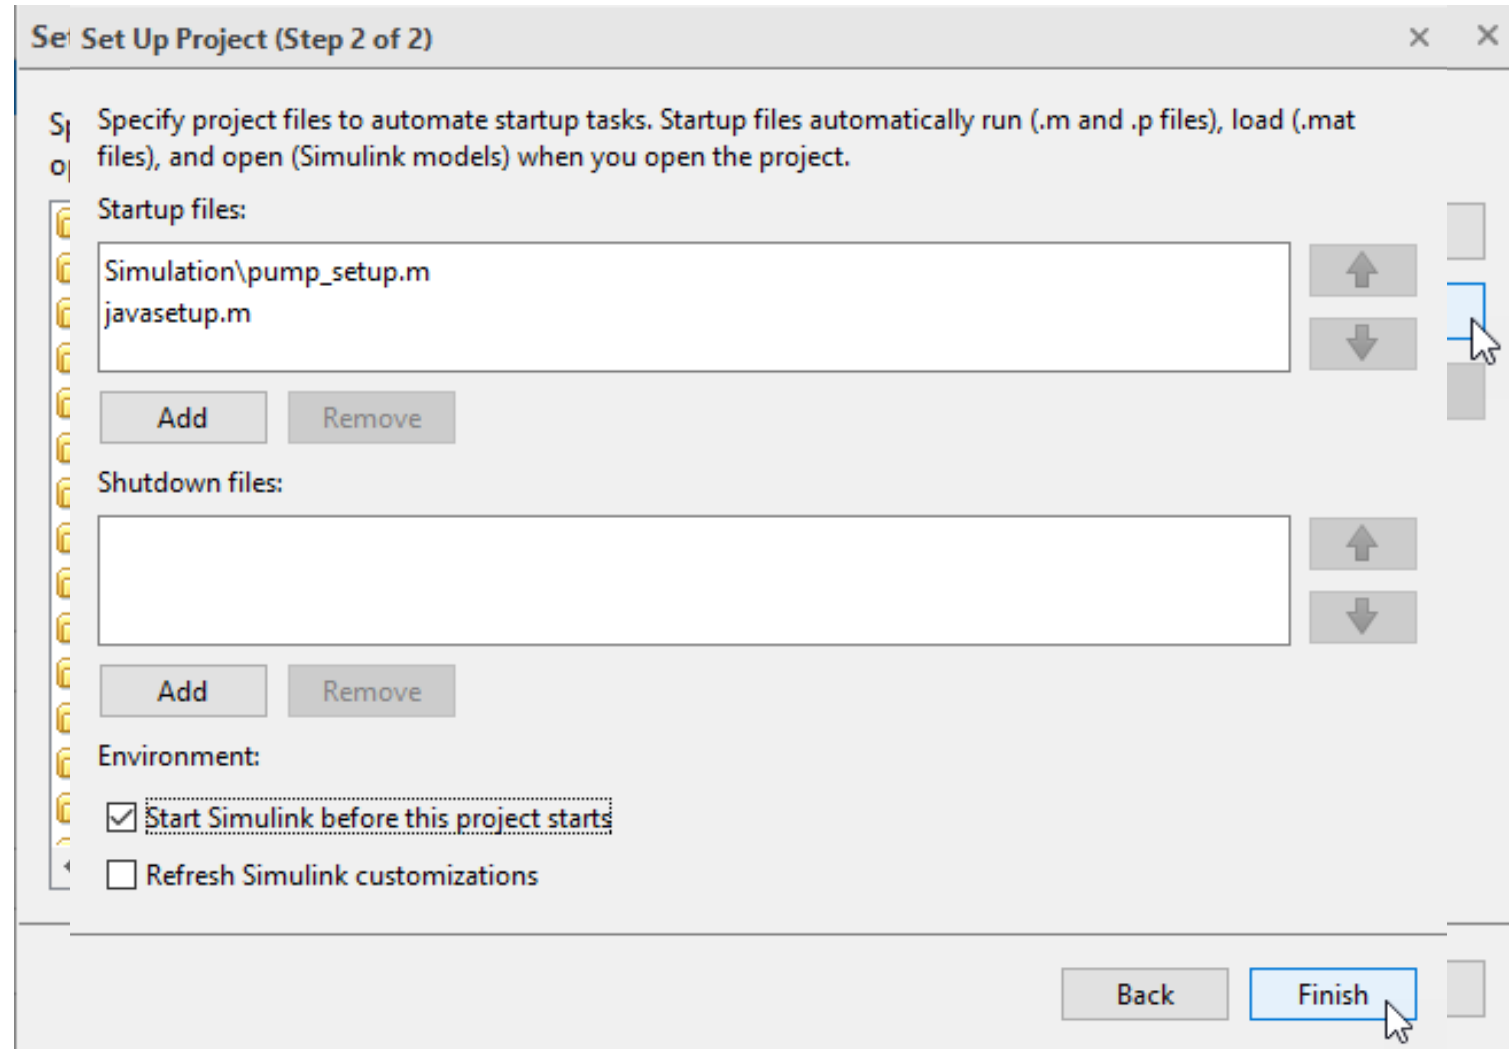 Set Set Up Project (Step 2 of 2)
Specify project files to automate startup tasks. Startup files automatically run (.m and .p files), load (.mat
files), and open (Simulink models) when you open the project.
Startup files:
Simulation\pump_setup.m
javasetup.m
Add Remove
Shutdown files:
Add Remove
Environment:
Start Simulink before this project starts
Refresh Simulink customizations
Back Finish